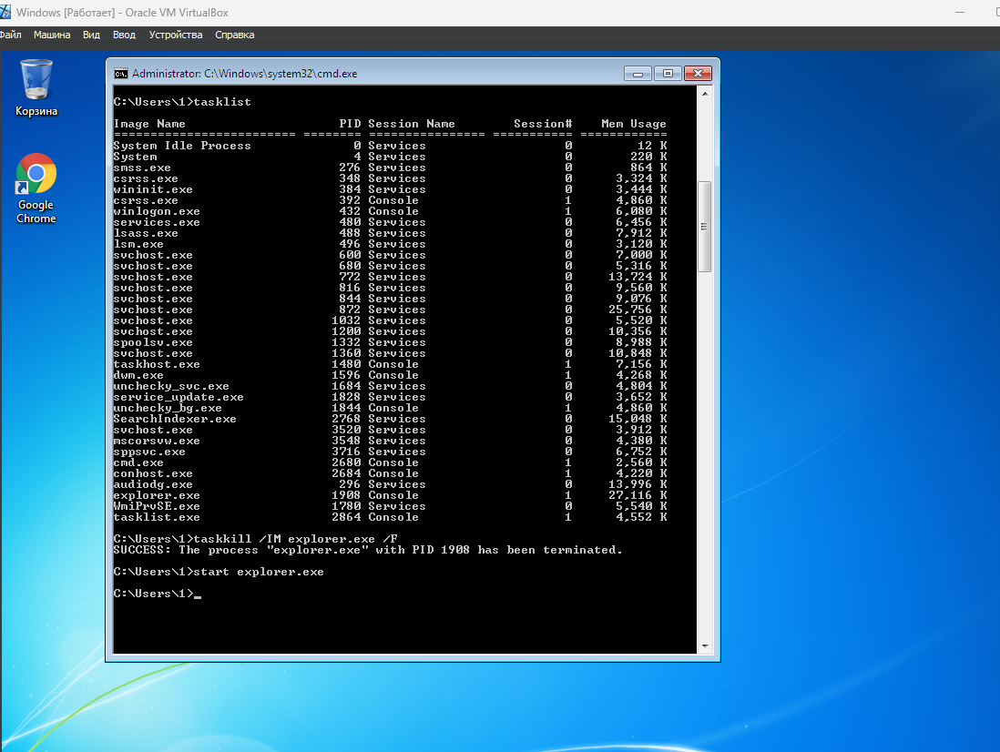 Windows [Работает] - Oracle VM VirtualBox
Файл Машина Вид Ввод Устройства Справка
Корзина
Google
Chrome
Administrator: C:\Windows\system32\cmd.exe
C:\Users\1>tasklist
Image Name PID Session Name Session# Mem Usage
========================= ======== ================ =========== ============
System Idle Process 0 Services 0 12 K
System 4 Services 0 220 K
smss.exe 276 Services 0 864 K
csrss.exe 348 Services 0 3,324 K
wininit.exe 384 Services 0 3,444 K
csrss.exe 392 Console 1 4,860 K
winlogon.exe 432 Console 1 6,080 K
services.exe 480 Services 0 6,456 K
lsass.exe 488 Services 0 7,912 K
lsm.exe 496 Services 0 3,120 K
svchost.exe 600 Services 0 7,000 K
svchost.exe 680 Services 0 5,316 K
svchost.exe 772 Services 0 13,724 K
svchost.exe 816 Services 0 9,560 K
svchost.exe 844 Services 0 9,076 K
svchost.exe 872 Services 0 25,756 K
svchost.exe 1032 Services 0 5,520 K
svchost.exe 1200 Services 0 10,356 K
spoolsv.exe 1332 Services 0 8,988 K
svchost.exe 1360 Services 0 10,848 K
taskhost.exe 1480 Console 1 7,156 K
dwm.exe 1596 Console 1 4,268 K
unchecky_svc.exe 1684 Services 0 4,804 K
service_update.exe 1828 Services 0 3,652 K
unchecky_bg.exe 1844 Console 1 4,860 K
SearchIndexer.exe 2768 Services 0 15,048 K
svchost.exe 3520 Services 0 3,912 K
mscorsvw.exe 3548 Services 0 4,380 K
sppsvc.exe 3716 Services 0 6,752 K
cmd.exe 2680 Console 1 2,560 K
conhost.exe 2684 Console 1 4,220 K
audiodg.exe 296 Services 0 13,996 K
explorer.exe 1908 Console 1 27,116 K
WmiPrvSE.exe 1780 Services 0 5,540 K
tasklist.exe 2864 Console 1 4,552 K
C:\Users\1>taskkill /IM explorer.exe /F
SUCCESS: The process "explorer.exe" with PID 1908 has been terminated.
C:\Users\1>start explorer.exe
C:\Users\1>_